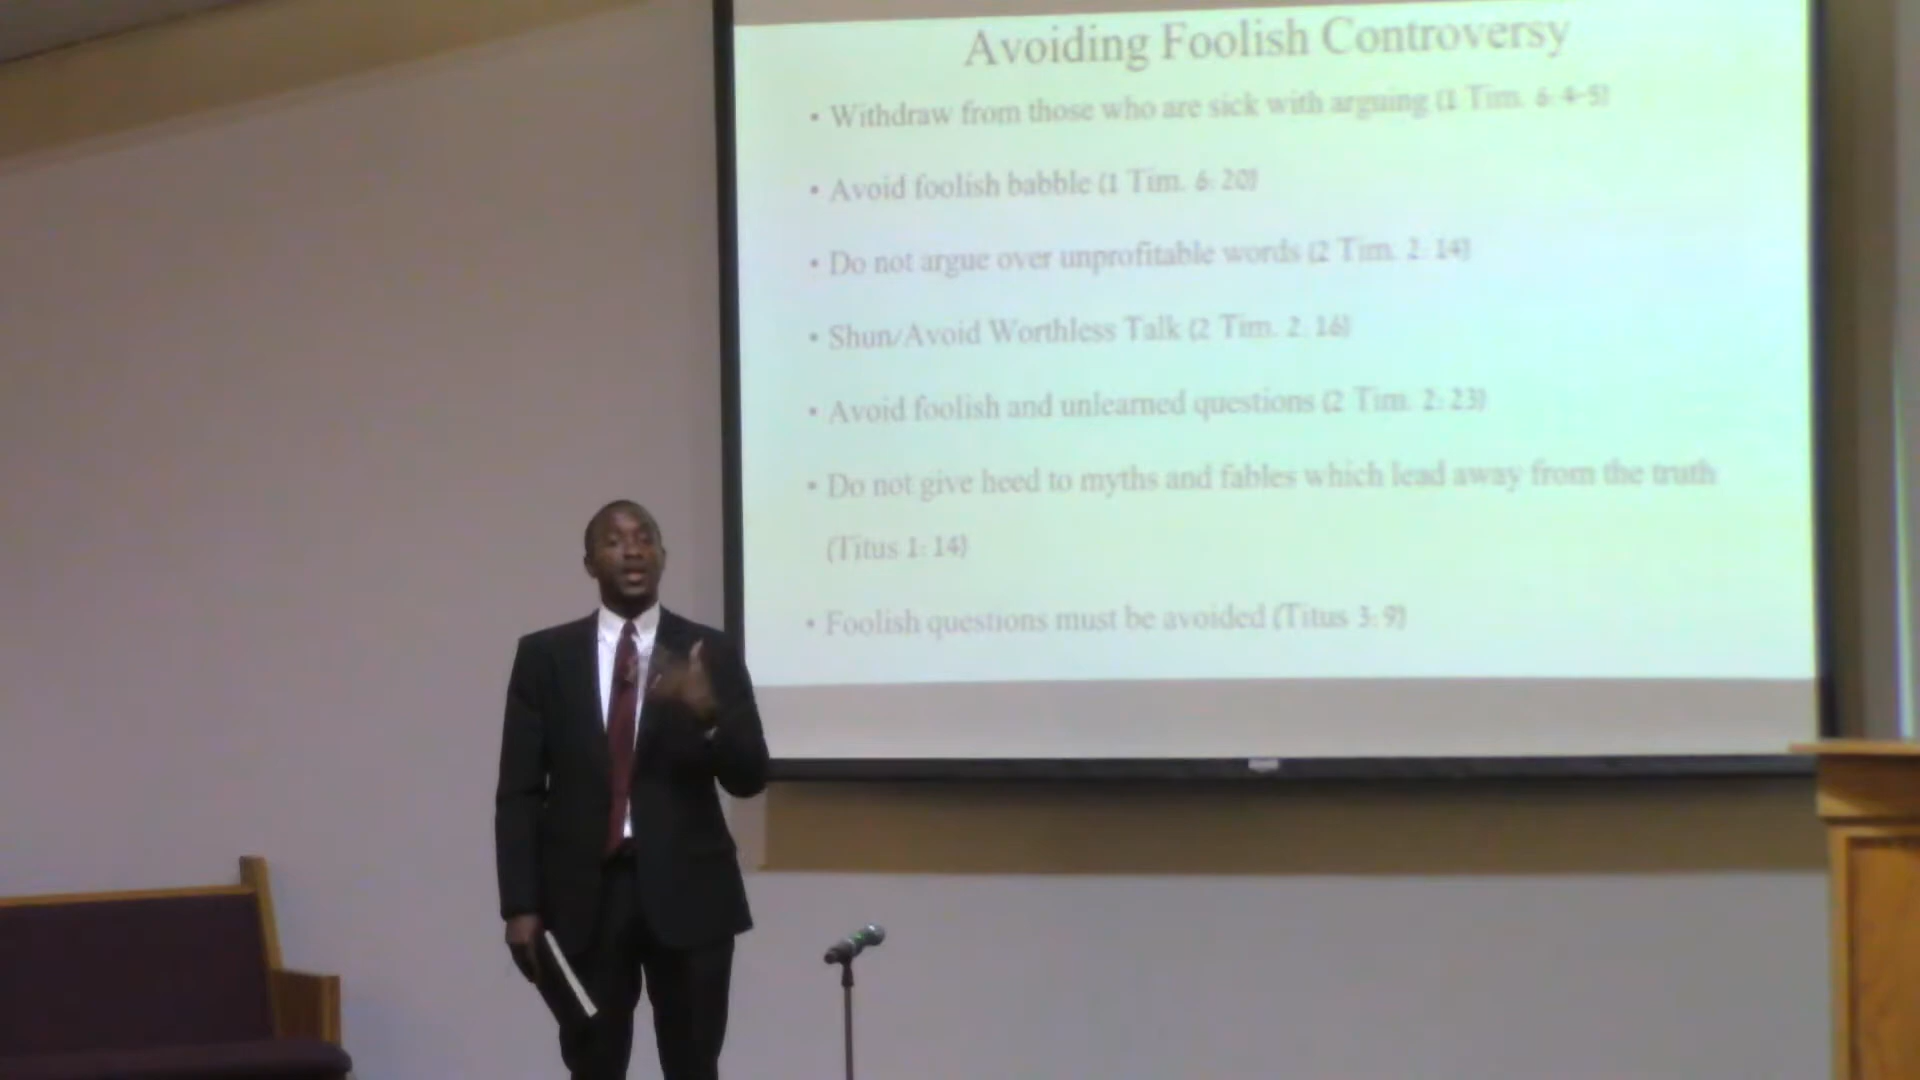 Avoiding Foolish Controversy
• Withdraw from those who are sick with arguing (1 Tim. 6:4-5)
• Avoid foolish babble (1 Tim. 6:20)
• Do not argue over unprofitable words (2 Tim. 2:14)
• Shun/Avoid Worthless Talk (2 Tim. 2:16)
• Avoid foolish and unlearned questions (2 Tim. 2:23)
• Do not give heed to myths and fables which lead away from the truth
(Titus 1:14)
• Foolish questions must be avoided (Titus 3:9)